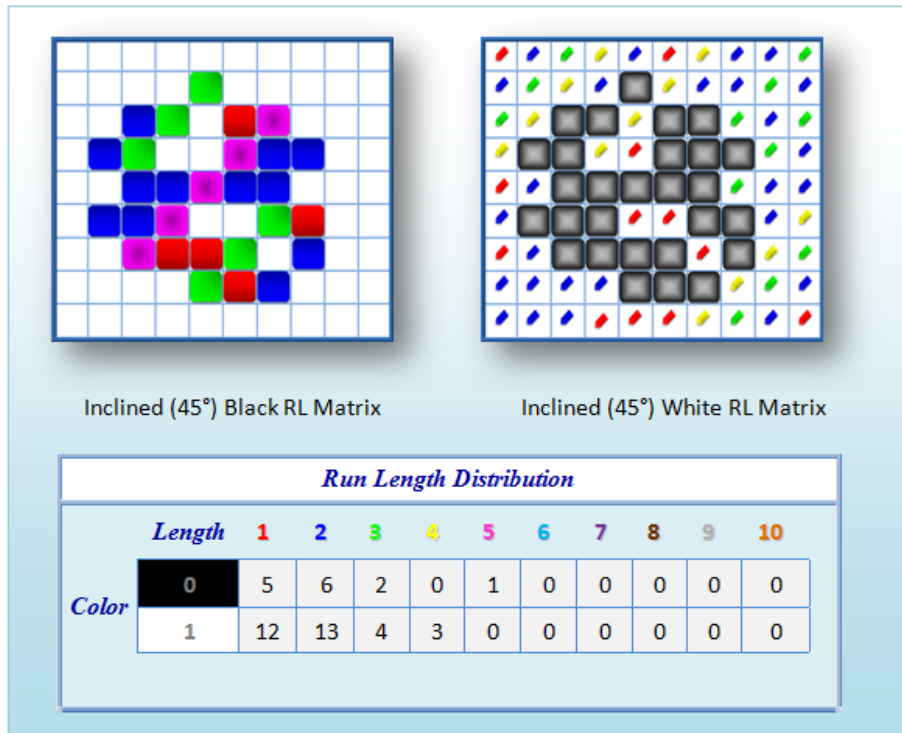 Inclined (45°) Black RL Matrix
Inclined (45°) White RL Matrix
Run Length Distribution
Length 1 2 3 4 5 6 7 8 9 10
Color
0 5 6 2 0 1 0 0 0 0 0
1 12 13 4 3 0 0 0 0 0 0